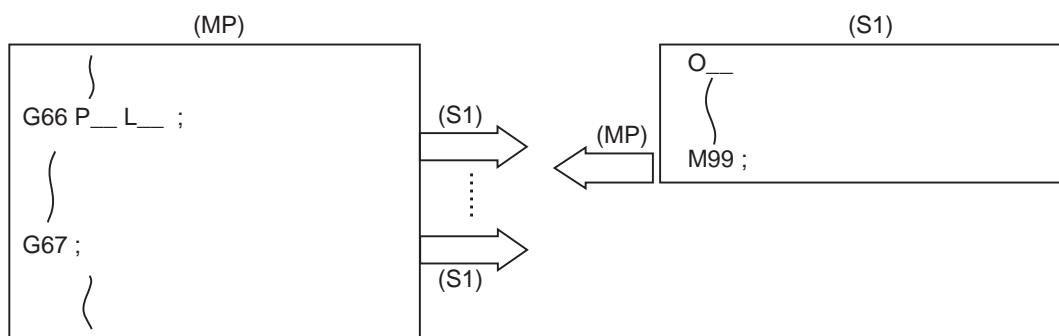 (MP)
G66 P__ L__ ;
G67 ;
(S1)
(S1)
(MP)
(S1)
O__
M99 ;